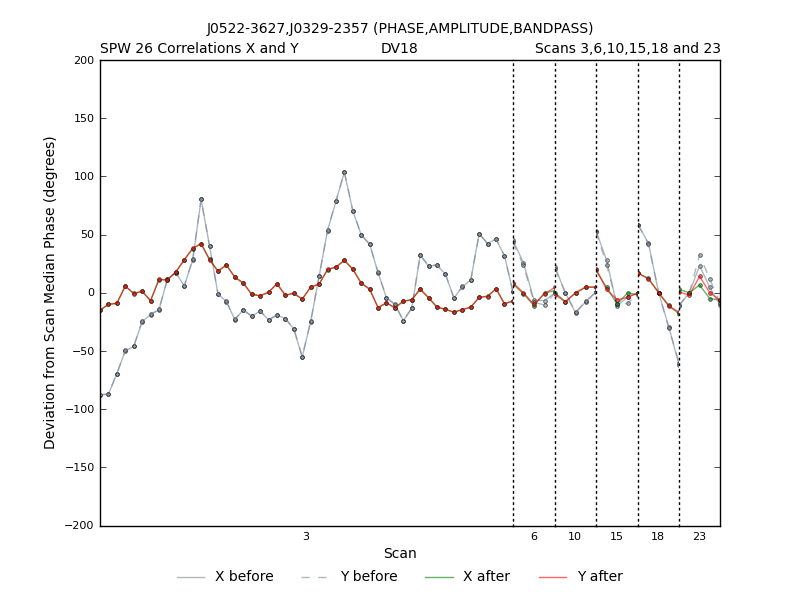 J0522-3627,J0329-2357 (PHASE,AMPLITUDE,BANDPASS)
SPW 26 Correlations X and Y DV18 Scans 3,6,10,15,18 and 23
200
150
100
50
0
−50
−100
−150
−200
Deviation from Scan Median Phase (degrees)
3 6 10 15 18 23
Scan
X before Y before X after Y after